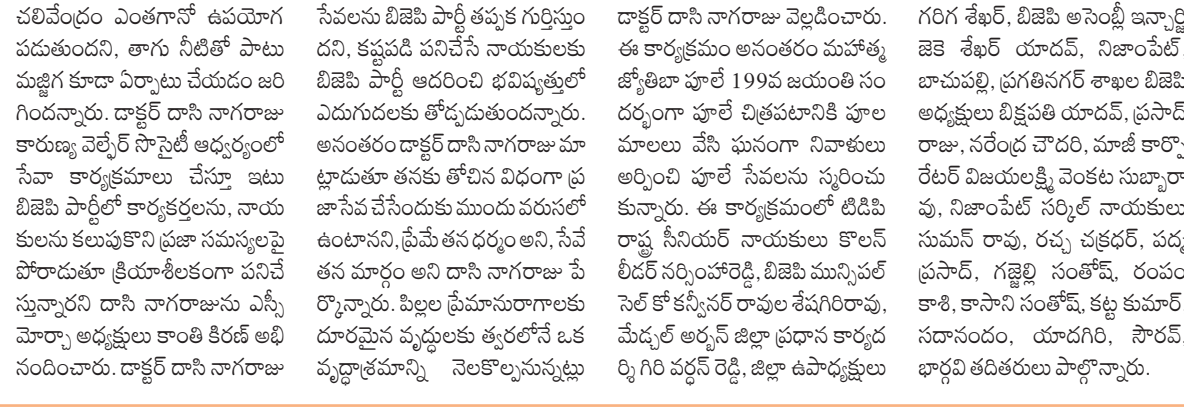 చలివేంద్రం ఎంతగానో ఉపయోగ
పడుతుందని, తాగు నీటితో పాటు
మజ్జిగ కూడా ఏర్పాటు చేయడం జరి
గిందన్నారు. డాక్టర్ దాసి నాగరాజు
కారుణ్య వెల్ఫేర్ సొసైటీ ఆధ్వర్యంలో
సేవా కార్యక్రమాలు చేస్తూ ఇటు
బిజెపి పార్టీలో కార్యకర్తలను, నాయ
కులను కలుపుకొని ప్రజా సమస్యలపై
పోరాడుతూ క్రియాశీలకంగా పనిచే
స్తున్నారని దాసి నాగరాజును ఎస్సీ
మోర్చా అధ్యక్షులు కాంతి కిరణ్ అభి
నందించారు. డాక్టర్ దాసి నాగరాజు
సేవలను బిజెపి పార్టీ తప్పక గుర్తిస్తుం
దని, కష్టపడి పనిచేసే నాయకులకు
బిజెపి పార్టీ ఆదరించి భవిష్యత్తులో
ఎదుగుదలకు తోడ్పడుతుందన్నారు.
అనంతరం డాక్టర్ దాసి నాగరాజు మా
ట్లాడుతూ తనకు తోచిన విధంగా ప్ర
జాసేవ చేసేందుకు ముందు వరుసలో
ఉంటానని, ప్రేమే తన ధర్మం అని, సేవే
తన మార్గం అని దాసి నాగరాజు పే
ర్కొన్నారు. పిల్లల ప్రేమానురాగాలకు
దూరమైన వృద్ధులకు త్వరలోనే ఒక
వృద్ధాశ్రమాన్ని నెలకొల్పనున్నట్లు
డాక్టర్ దాసి నాగరాజు వెల్లడించారు.
ఈ కార్యక్రమం అనంతరం మహాత్మ
జ్యోతిబా పూలే 199వ జయంతి సం
దర్భంగా పూలే చిత్రపటానికి పూల
మాలలు వేసి ఘనంగా నివాళులు
అర్పించి పూలే సేవలను స్మరించు
కున్నారు. ఈ కార్యక్రమంలో టిడిపి
రాష్ట్ర సీనియర్ నాయకులు కొలన్
లీడర్ నర్సింహారెడ్డి, బిజెపి మున్సిపల్
సెల్ కో కన్వీనర్ రావుల శేషగిరిరావు,
మేడ్చల్ అర్బన్ జిల్లా ప్రధాన కార్యద
ర్శి గిరి వర్ధన్ రెడ్డి, జిల్లా ఉపాధ్యక్షులు
గరిగ శేఖర్, బిజెపి అసెంబ్లీ ఇన్చార్జి
జెకె శేఖర్ యాదవ్, నిజాంపేట్,
బాచుపల్లి, ప్రగతినగర్ శాఖల బిజెపి
అధ్యక్షులు బిక్షపతి యాదవ్, ప్రసాద్
రాజు, నరేంద్ర చౌదరి, మాజీ కార్పొ
రేటర్ విజయలక్ష్మి వెంకట సుబ్బారా
వు, నిజాంపేట్ సర్కిల్ నాయకులు
సుమన్ రావు, రచ్చ చక్రధర్, పద్మ
ప్రసాద్, గజ్జెల్లి సంతోష్, రంపం
కాశి, కాసాని సంతోష్, కట్ట కుమార్
సదానందం, యాదగిరి, సౌరవ్,
భార్గవి తదితరులు పాల్గొన్నారు.